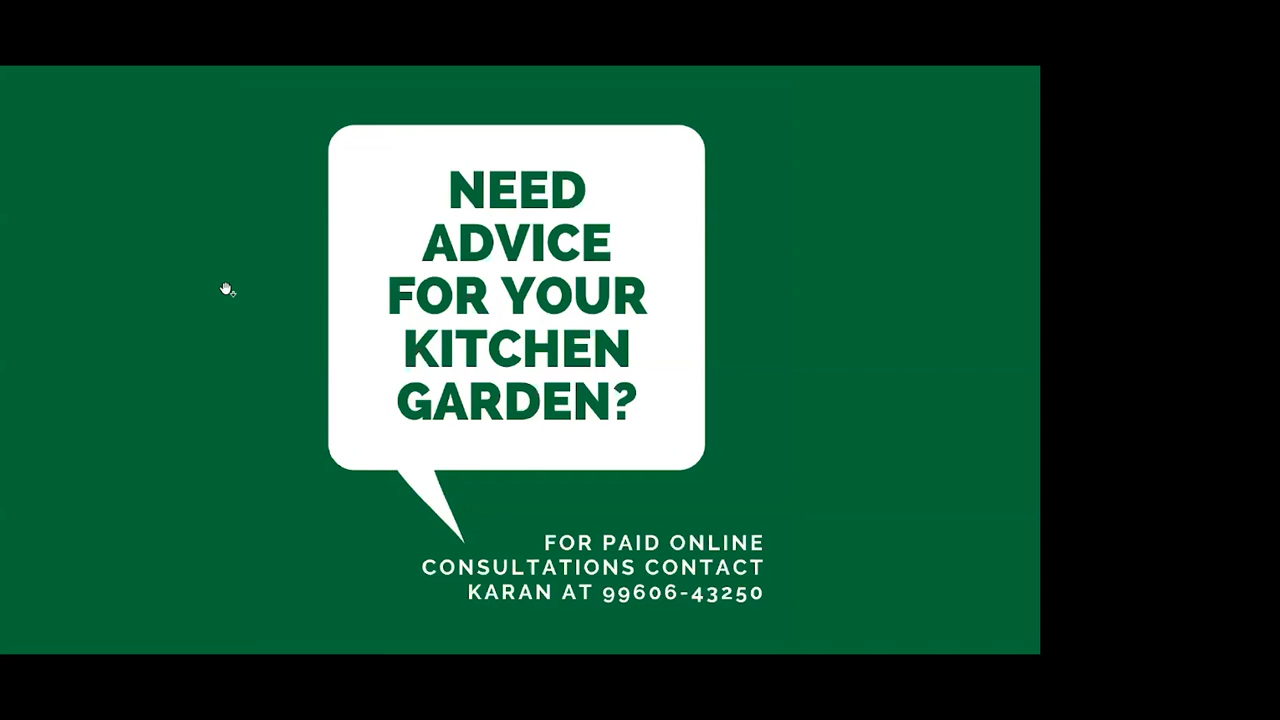 NEED
ADVICE
FOR YOUR
KITCHEN
GARDEN?
FOR PAID ONLINE
CONSULTATIONS CONTACT
KARAN AT 99606-43250